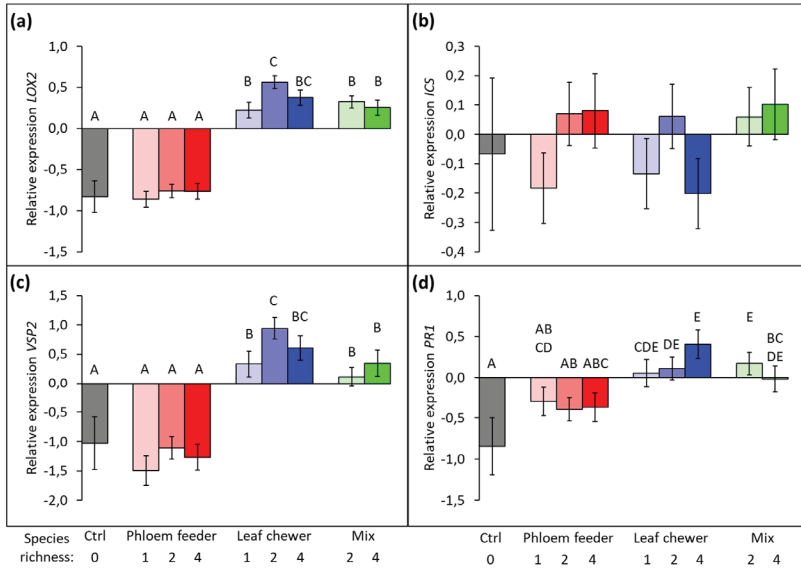 (a)
Relative expression LOX2
1,0
0,5
0,0
-0,5
-1,0
-1,5
A A A A B C BC B B
(b)
Relative expression ICS
0,3
0,2
0,1
0,0
-0,1
-0,2
-0,3
-0,4
(c)
Relative expression VSP2
1,5
1,0
0,5
0,0
-0,5
-1,0
-1,5
-2,0
A A A A B C BC B B
(d)
Relative expression PR1
1,0
0,5
0,0
-0,5
-1,0
-1,5
A AB AB ABC CDE DE E E BC
CD DE
Species Ctrl Phloem feeder Leaf chewer Mix
richness: 0 1 2 4 1 2 4 2 4
Ctrl Phloem feeder Leaf chewer Mix
0 1 2 4 1 2 4 2 4